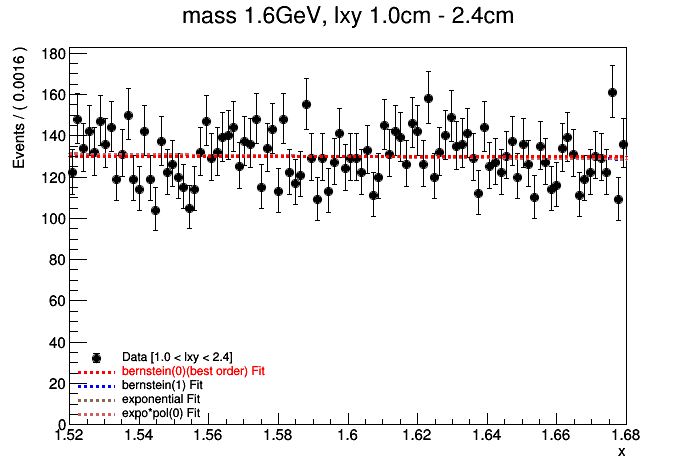 mass 1.6GeV, lxy 1.0cm - 2.4cm
Events / ( 0.0016 )
180
160
140
120
100
80
60
40
20
0
Data [1.0 < lxy < 2.4]
bernstein(0)(best order) Fit
bernstein(1) Fit
exponential Fit
expo*pol(0) Fit
1.52 1.54 1.56 1.58 1.6 1.62 1.64 1.66 1.68
x